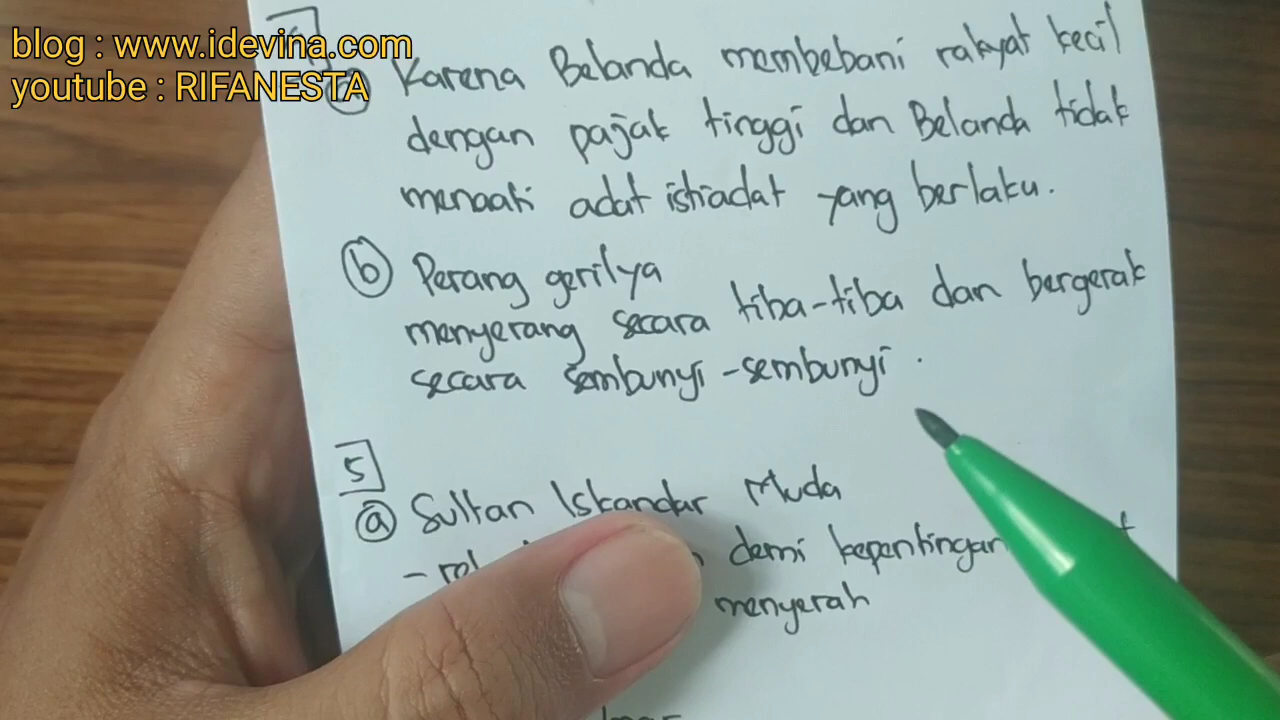 blog : www.idevina.com
youtube : RIFANESTA
Karena Belanda membebani rakyat kecil
dengan pajak tinggi dan Belanda tidak
menaati adat istiadat yang berlaku.
b Perang gerilya
menyerang secara tiba-tiba dan bergerak
secara sembunyi-sembunyi.
5
a Sultan Iskandar Muda
- demi kepentingan
menyerah